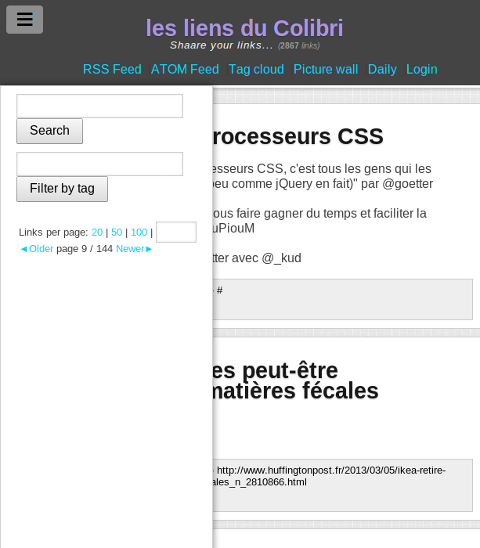 les liens du Colibri
Shaare your links... (2867 links)
RSS Feed ATOM Feed Tag cloud Picture wall Daily Login
Search
Filter by tag
Links per page: 20 | 50 | 100 |
◄Older page 9 / 144 Newer►
rocesseurs CSS
esseurs CSS, c'est tous les gens qui les
peu comme jQuery en fait)" par @goetter
ous faire gagner du temps et faciliter la
uPiouM
tter avec @_kud
#
es peut-être
matières fécales
http://www.huffingtonpost.fr/2013/03/05/ikea-retire-
ales_n_2810866.html